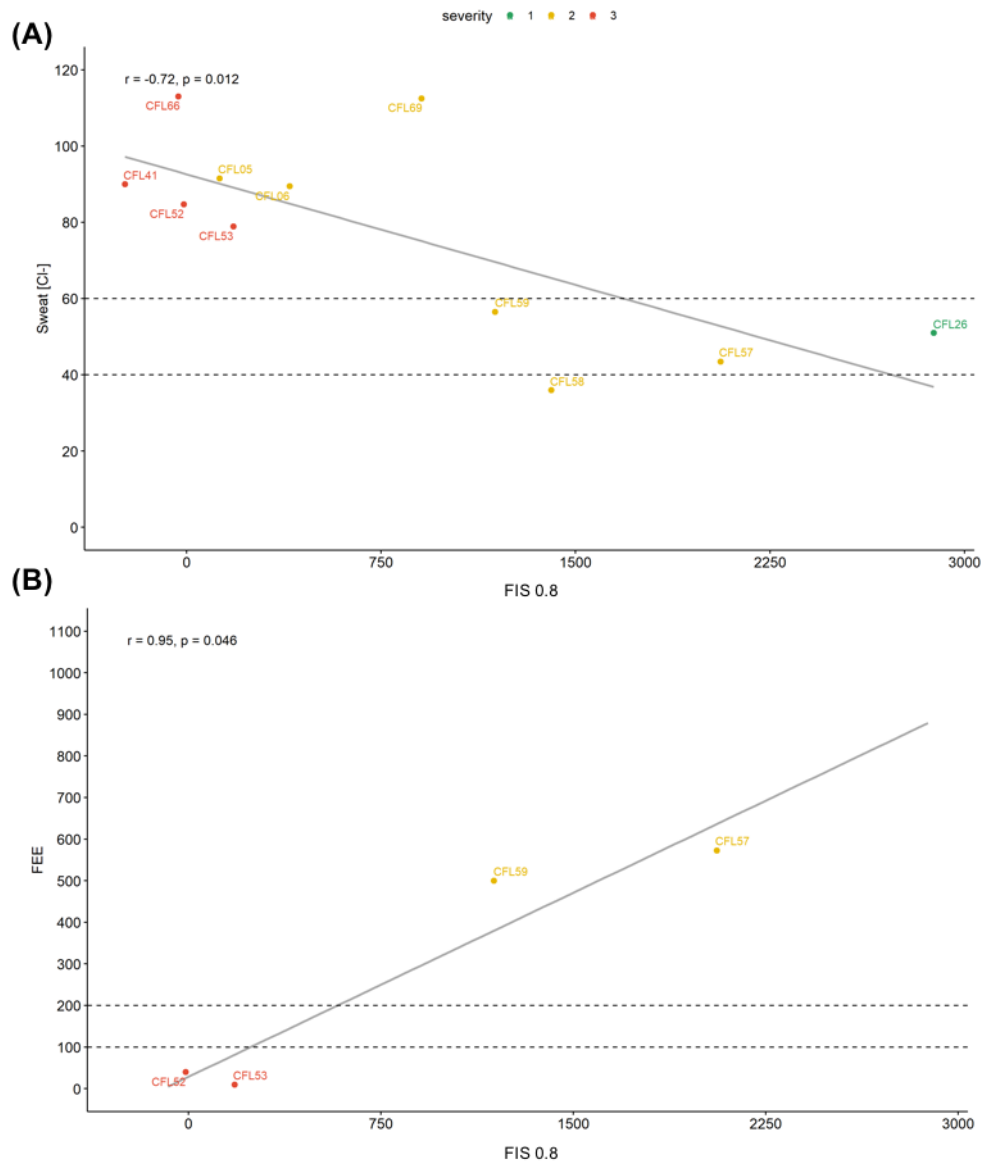 severity 1 2 3
(A)
120
r = -0.72, p = 0.012
CFL66
CFL69
100
CFL41
CFL05
CFL06
CFL52
80
CFL53
Sweat [Cl-]
60
CFL59
CFL26
CFL57
40
CFL58
20
0
0 750 1500 2250 3000
FIS 0.8
(B)
1100
r = 0.95, p = 0.046
1000
900
800
700
600
CFL57
CFL59
FEE
500
400
300
200
100
CFL52
CFL53
0
0 750 1500 2250 3000
FIS 0.8